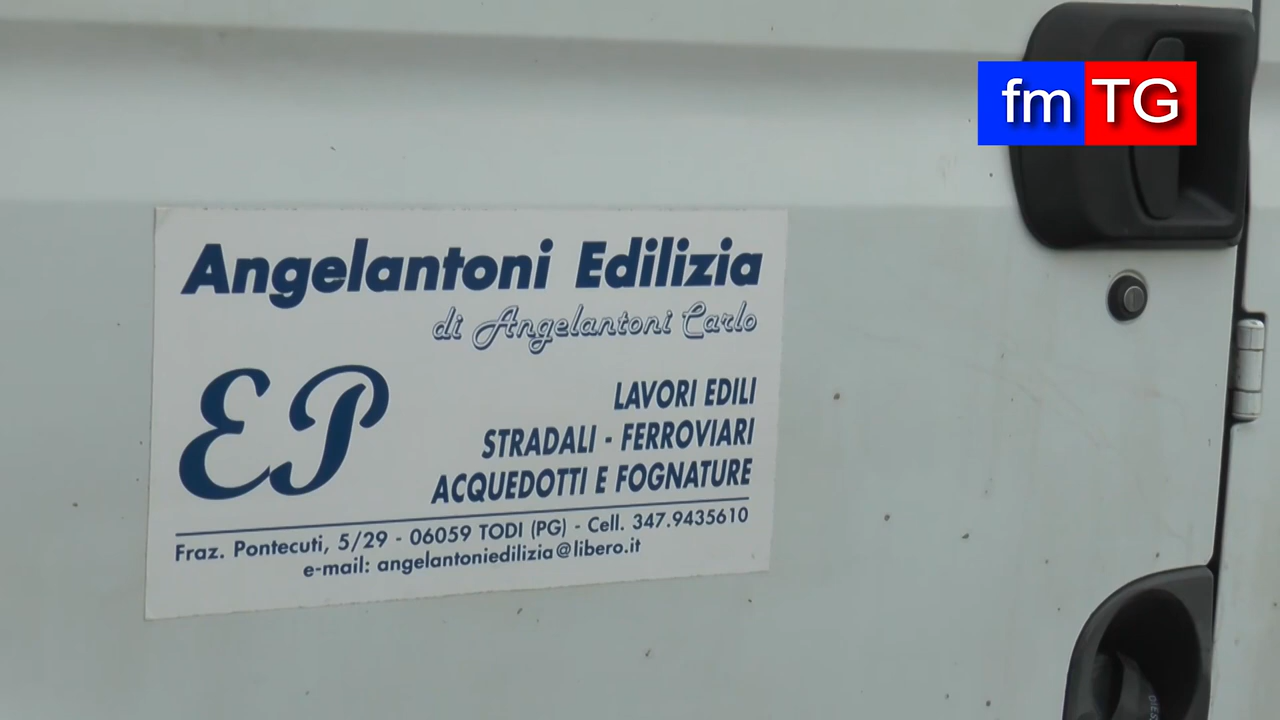 fm TG
Angelantoni Edilizia
di Angelantoni Carlo
EP
LAVORI EDILI
STRADALI - FERROVIARI
ACQUEDOTTI E FOGNATURE
Fraz. Pontecuti, 5/29 - 06059 TODI (PG) - Cell. 347.9435610
e-mail: angelantoniedilizia@libero.it